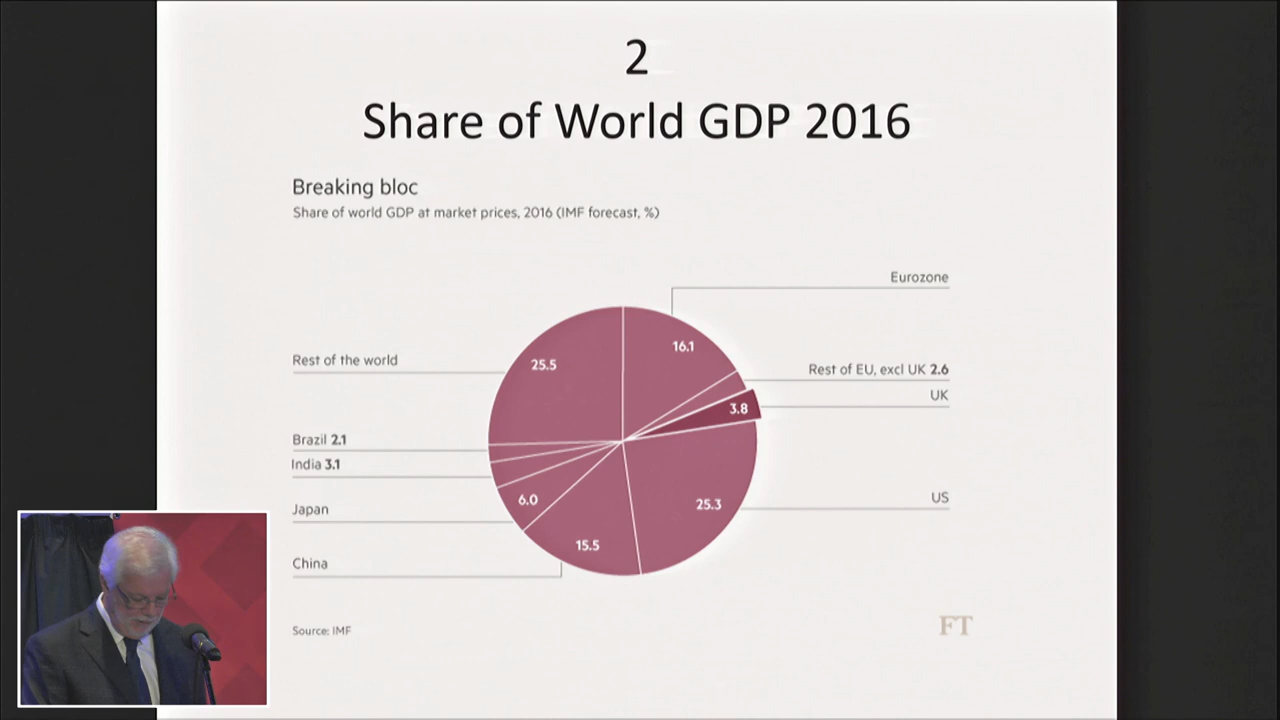 2
Share of World GDP 2016
Breaking bloc
Share of world GDP at market prices, 2016 (IMF forecast, %)
Eurozone
16.1
Rest of the world
25.5
Rest of EU, excl UK 2.6
UK
3.8
Brazil 2.1
India 3.1
US
25.3
6.0
Japan
15.5
China
Source: IMF
FT